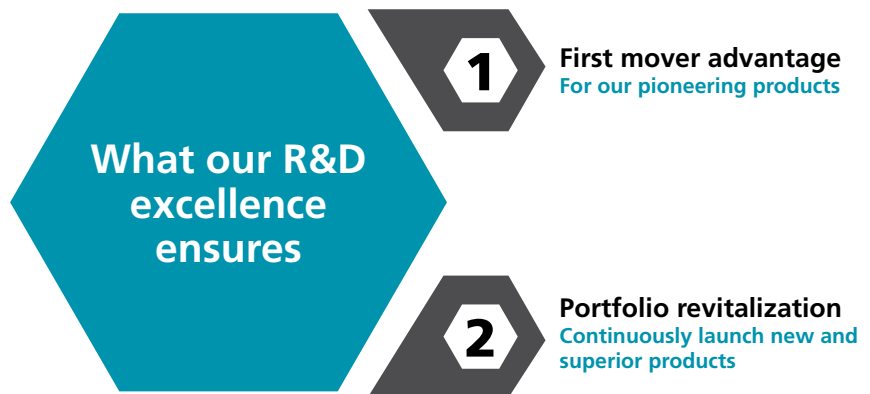 What our R&D
excellence
ensures
1
First mover advantage
For our pioneering products
2
Portfolio revitalization
Continuously launch new and
superior products